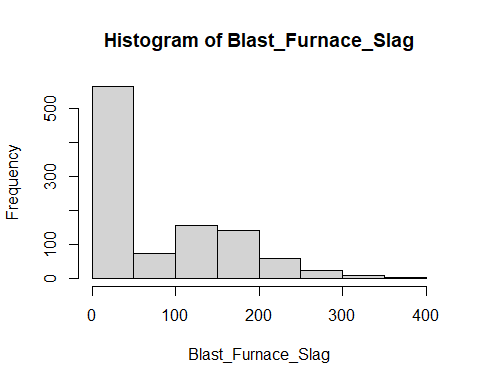 Histogram of Blast_Furnace_Slag
Frequency
500
300
100
0
0 100 200 300 400
Blast_Furnace_Slag